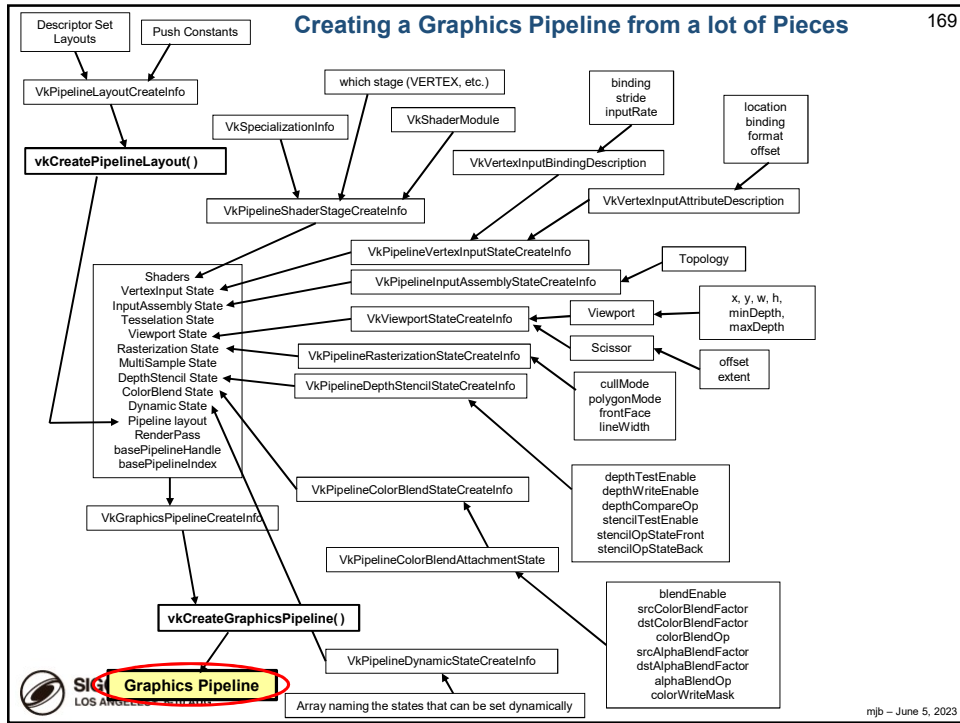 Creating a Graphics Pipeline from a lot of Pieces
169
Descriptor Set
Layouts
Push Constants
VkPipelineLayoutCreateInfo
vkCreatePipelineLayout( )
which stage (VERTEX, etc.)
VkSpecializationInfo
VkShaderModule
VkPipelineShaderStageCreateInfo
binding
stride
inputRate
VkVertexInputBindingDescription
location
binding
format
offset
VkVertexInputAttributeDescription
VkPipelineVertexInputStateCreateInfo
Topology
VkPipelineInputAssemblyStateCreateInfo
Shaders
VertexInput State
InputAssembly State
Tesselation State
Viewport State
Rasterization State
MultiSample State
DepthStencil State
ColorBlend State
Dynamic State
Pipeline layout
RenderPass
basePipelineHandle
basePipelineIndex
VkViewportStateCreateInfo
Viewport
x, y, w, h,
minDepth,
maxDepth
Scissor
offset
extent
VkPipelineRasterizationStateCreateInfo
cullMode
polygonMode
frontFace
lineWidth
VkPipelineDepthStencilStateCreateInfo
depthTestEnable
depthWriteEnable
depthCompareOp
stencilTestEnable
stencilOpStateFront
stencilOpStateBack
VkPipelineColorBlendStateCreateInfo
VkGraphicsPipelineCreateInfo
VkPipelineColorBlendAttachmentState
blendEnable
srcColorBlendFactor
dstColorBlendFactor
colorBlendOp
srcAlphaBlendFactor
dstAlphaBlendFactor
alphaBlendOp
colorWriteMask
vkCreateGraphicsPipeline( )
VkPipelineDynamicStateCreateInfo
Graphics Pipeline
Array naming the states that can be set dynamically
LOS
mjb – June 5, 2023